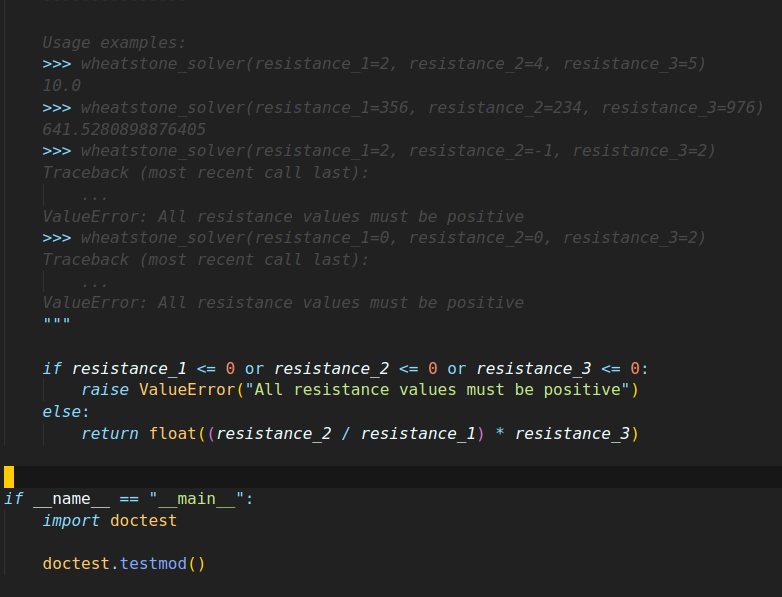 Usage examples:
>>> wheatstone_solver(resistance_1=2, resistance_2=4, resistance_3=5)
10.0
>>> wheatstone_solver(resistance_1=356, resistance_2=234, resistance_3=976)
641.5280898876405
>>> wheatstone_solver(resistance_1=2, resistance_2=-1, resistance_3=2)
Traceback (most recent call last):
...
ValueError: All resistance values must be positive
>>> wheatstone_solver(resistance_1=0, resistance_2=0, resistance_3=2)
Traceback (most recent call last):
...
ValueError: All resistance values must be positive
"""
if resistance_1 <= 0 or resistance_2 <= 0 or resistance_3 <= 0:
raise ValueError("All resistance values must be positive")
else:
return float((resistance_2 / resistance_1) * resistance_3)
if __name__ == "__main__":
import doctest
doctest.testmod()